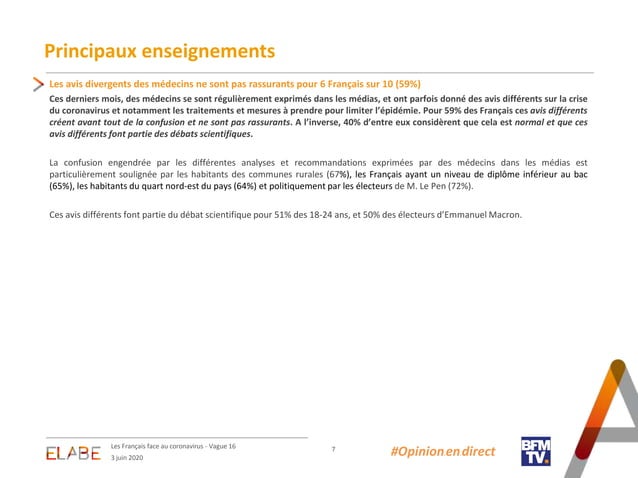 Principaux enseignements
Les avis divergents des médecins ne sont pas rassurants pour 6 Français sur 10 (59%)
Ces derniers mois, des médecins se sont régulièrement exprimés dans les médias, et ont parfois donné des avis différents sur la crise
du coronavirus et notamment les traitements et mesures à prendre pour limiter l'épidémie. Pour 59% des Français ces avis différents
créent avant tout de la confusion et ne sont pas rassurants. A l'inverse, 40% d'entre eux considèrent que cela est normal et que ces
avis différents font partie des débats scientifiques.
La confusion engendrée par les différentes analyses et recommandations exprimées par des médecins dans les médias est
particulièrement soulignée par les habitants des communes rurales (67%), les Français ayant un niveau de diplôme inférieur au bac
(65%), les habitants du quart nord-est du pays (64%) et politiquement par les électeurs de M. Le Pen (72%).
Ces avis différents font partie du débat scientifique pour 51% des 18-24 ans, et 50% des électeurs d'Emmanuel Macron.
ELABE
Les Français face au coronavirus - Vague 16
3 juin 2020
7
#Opinionendirect
BFM
TV.